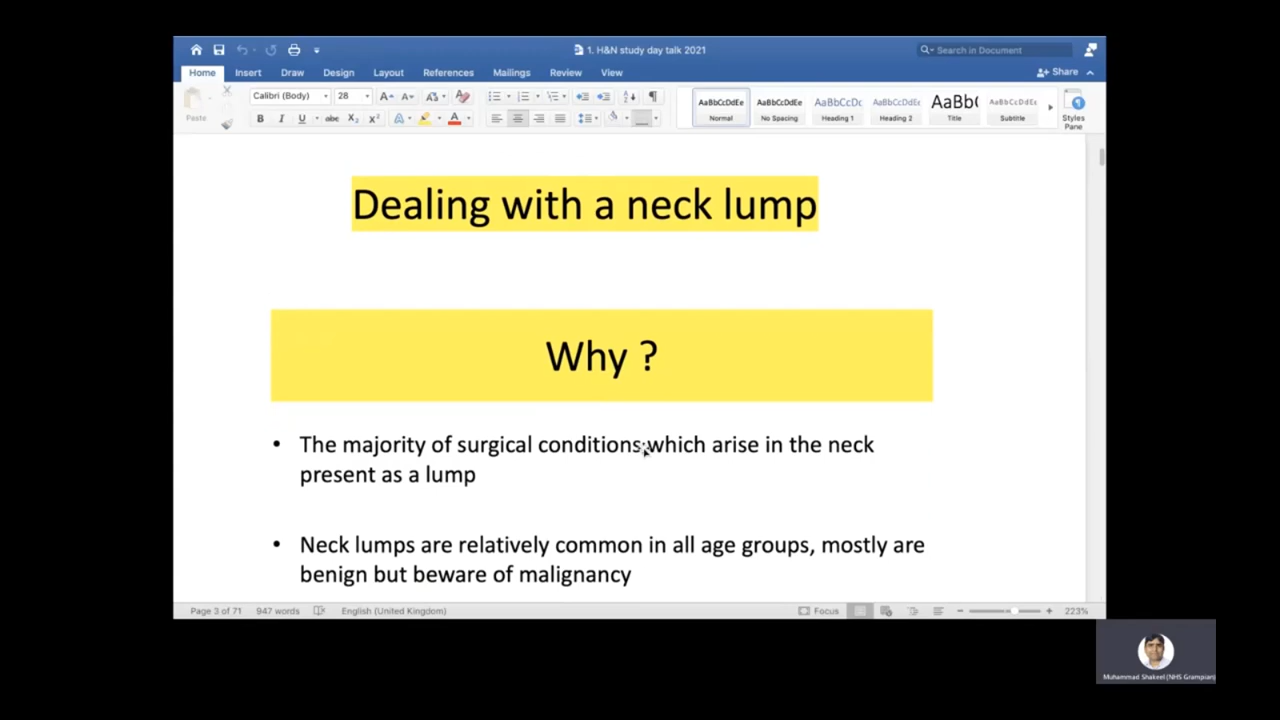 1. H&N study day talk 2021
Search in Document
Home Insert Draw Design Layout References Mailings Review View
Share
Calibri (Body) 28
Paste
AaBbCcDdEe AaBbCcDdEe AaBbCcDc AaBbCcDdEe AaBb( AaBbCcDdEe
Normal No Spacing Heading 1 Heading 2 Title Subtitle
Styles
Pane
Dealing with a neck lump
Why ?
• The majority of surgical conditions which arise in the neck
present as a lump
• Neck lumps are relatively common in all age groups, mostly are
benign but beware of malignancy
Page 3 of 71 947 words English (United Kingdom) Focus 223%
Muhammad Shakeel (NHS Grampian)